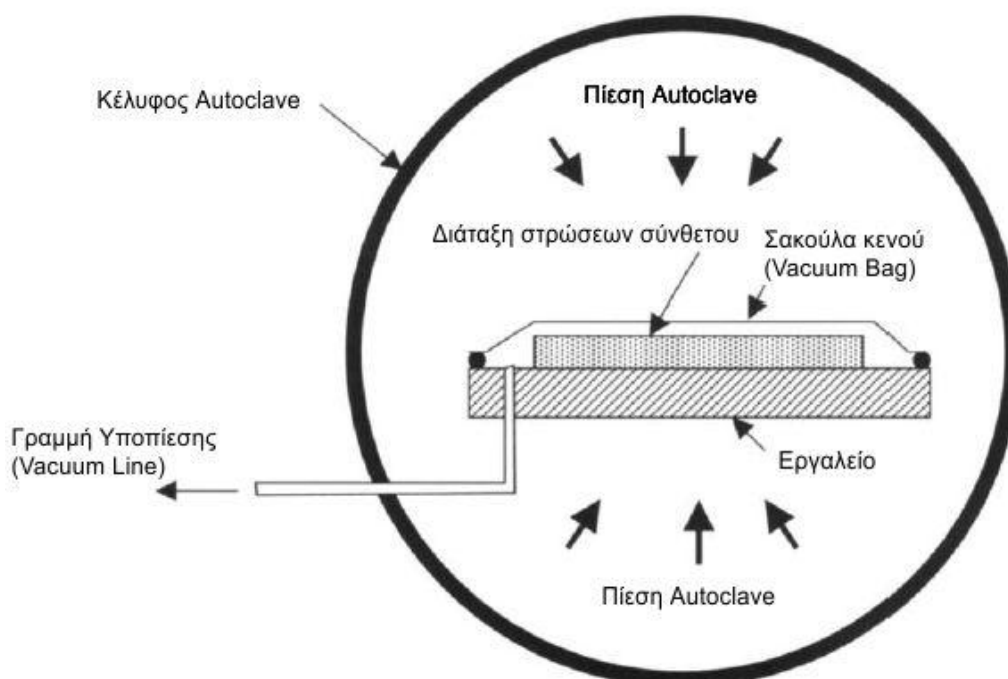 Κέλυφος Autoclave
Πίεση Autoclave
Διάταξη στρώσεων σύνθετου
Σακούλα κενού
(Vacuum Bag)
Γραμμή Υποπίεσης
(Vacuum Line)
Εργαλείο
Πίεση Autoclave